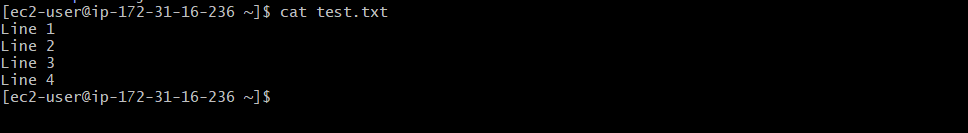 [ec2-user@ip-172-31-16-236 ~]$ cat test.txt
Line 1
Line 2
Line 3
Line 4
[ec2-user@ip-172-31-16-236 ~]$